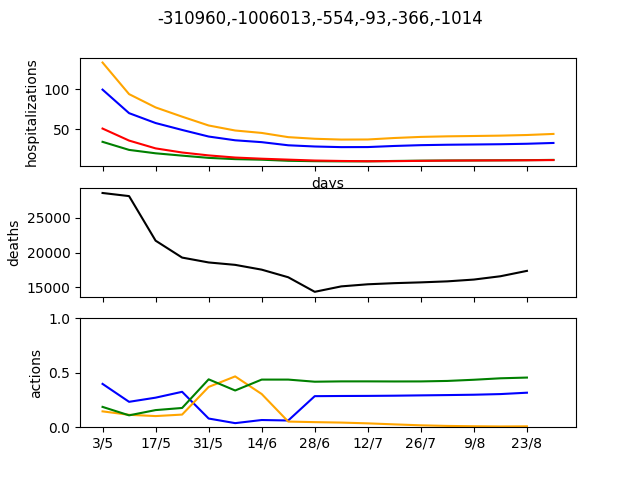 -310960,-1006013,-554,-93,-366,-1014
hospitalizations
100
50
days
deaths
25000
20000
15000
actions
1.0
0.5
0.0
3/5 17/5 31/5 14/6 28/6 12/7 26/7 9/8 23/8